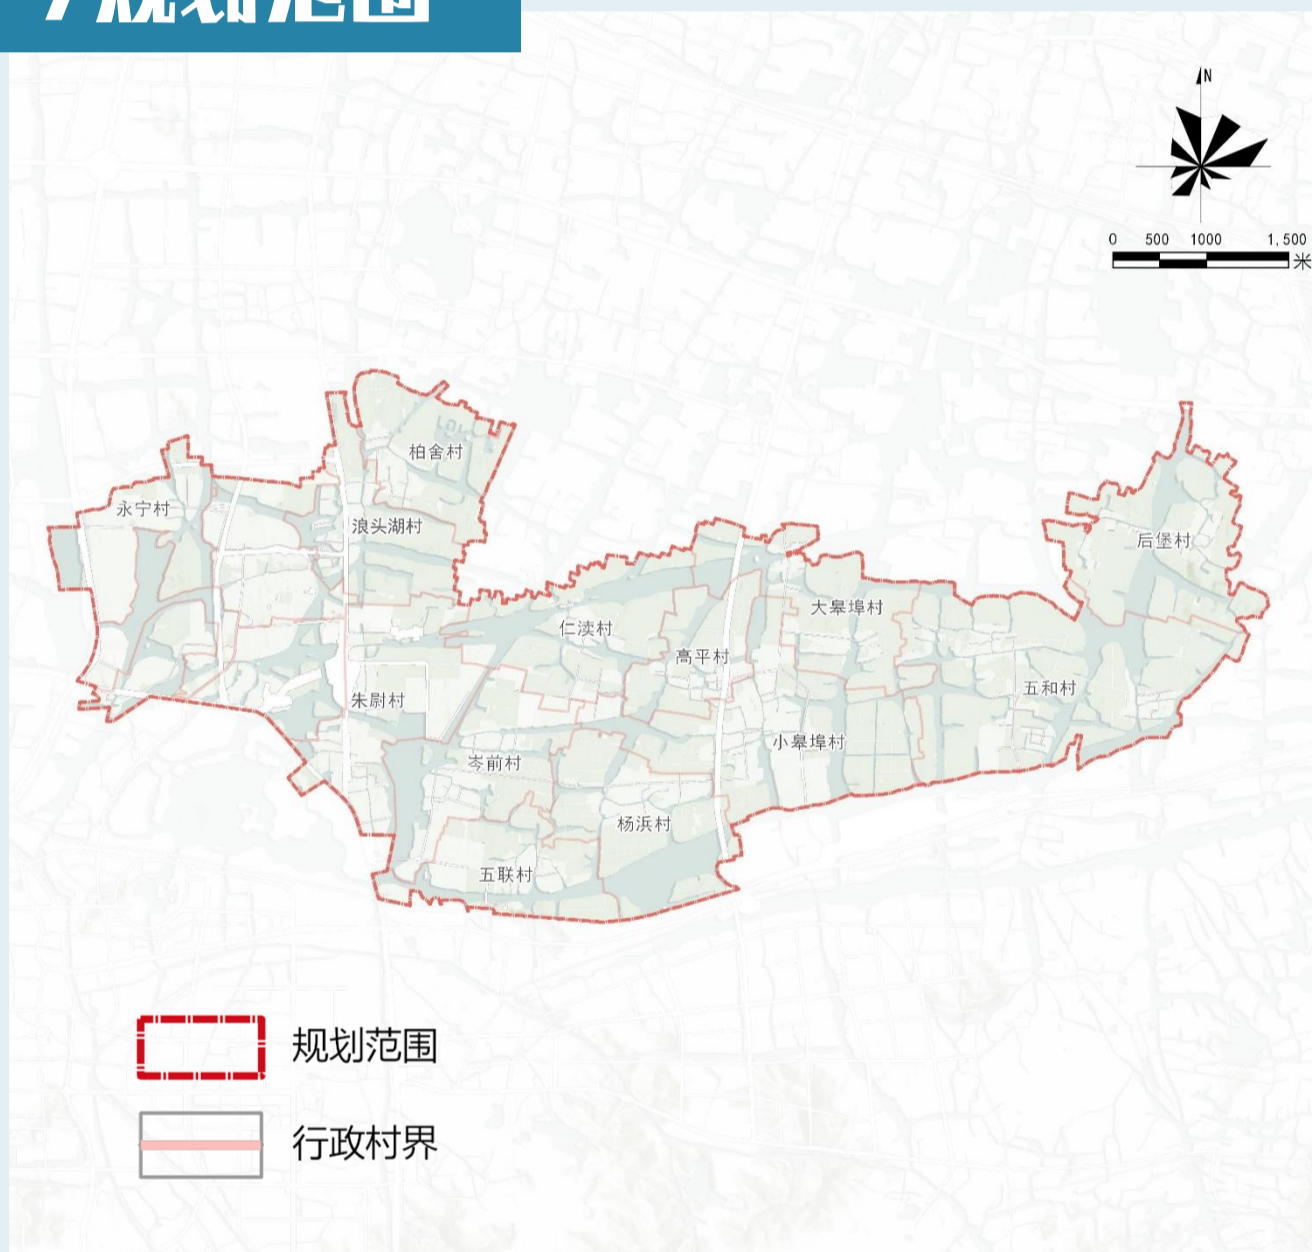 规划范围
N
0 500 1000 1,500
米
柏舍村
永宁村
浪头湖村
后堡村
大皋埠村
仁渎村
高平村
五和村
朱尉村
小皋埠村
岑前村
杨浜村
五联村
规划范围
行政村界